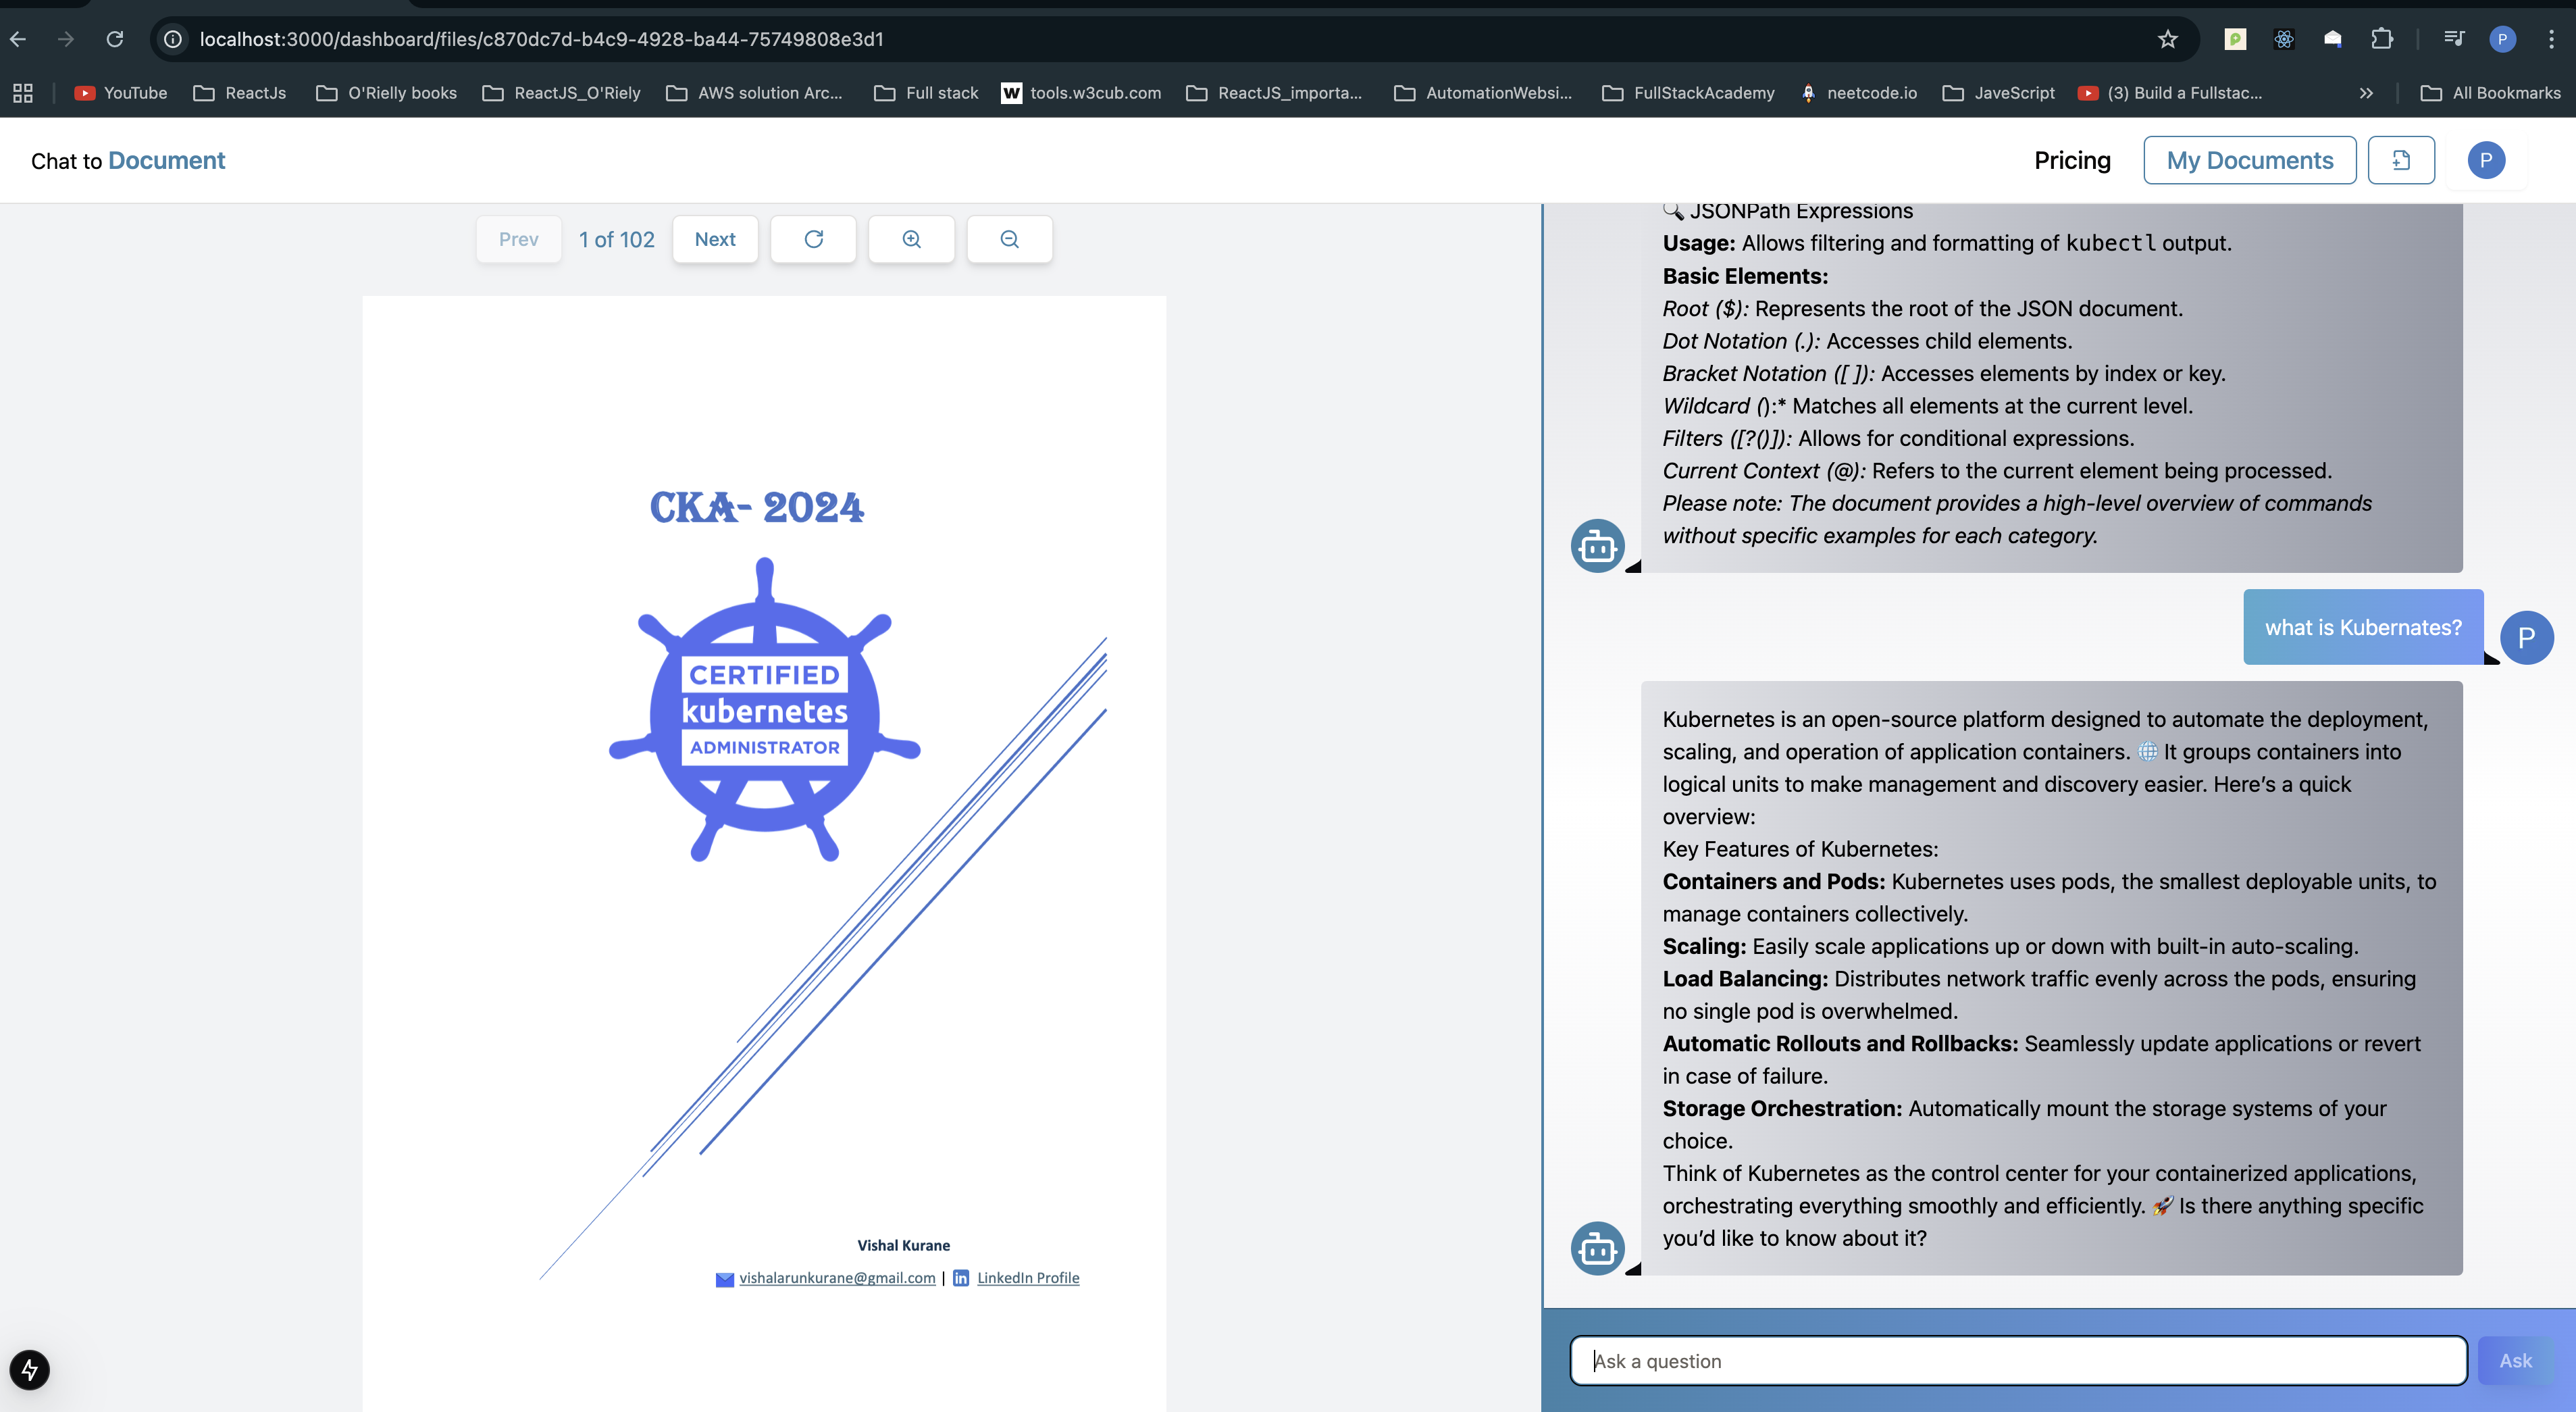 localhost:3000/dashboard/files/c870dc7d-b4c9-4928-ba44-75749808e3d1
P
YouTube
ReactJs
O'Rielly books
ReactJS_O'Riely
AWS solution Arc...
Full stack
W tools.w3cub.com
ReactJS_importa...
AutomationWebsi...
FullStackAcademy
neetcode.io
JaveScript
(3) Build a Fullstac...
All Bookmarks
Chat to Document
Pricing
My Documents
P
Prev
1 of 102
Next
CKA- 2024
CERTIFIED
kubernetes
ADMINISTRATOR
Vishal Kurane
vishalarunkurane@gmail.com | in LinkedIn Profile
🔍 JSONPath Expressions
Usage: Allows filtering and formatting of kubectl output.
Basic Elements:
Root ($): Represents the root of the JSON document.
Dot Notation (.): Accesses child elements.
Bracket Notation ([ ]): Accesses elements by index or key.
Wildcard ():* Matches all elements at the current level.
Filters ([?()]): Allows for conditional expressions.
Current Context (@): Refers to the current element being processed.
Please note: The document provides a high-level overview of commands
without specific examples for each category.
what is Kubernates?
P
Kubernetes is an open-source platform designed to automate the deployment,
scaling, and operation of application containers. 🌐 It groups containers into
logical units to make management and discovery easier. Here’s a quick
overview:
Key Features of Kubernetes:
Containers and Pods: Kubernetes uses pods, the smallest deployable units, to
manage containers collectively.
Scaling: Easily scale applications up or down with built-in auto-scaling.
Load Balancing: Distributes network traffic evenly across the pods, ensuring
no single pod is overwhelmed.
Automatic Rollouts and Rollbacks: Seamlessly update applications or revert
in case of failure.
Storage Orchestration: Automatically mount the storage systems of your
choice.
Think of Kubernetes as the control center for your containerized applications,
orchestrating everything smoothly and efficiently. 🚀 Is there anything specific
you’d like to know about it?
Ask a question
Ask